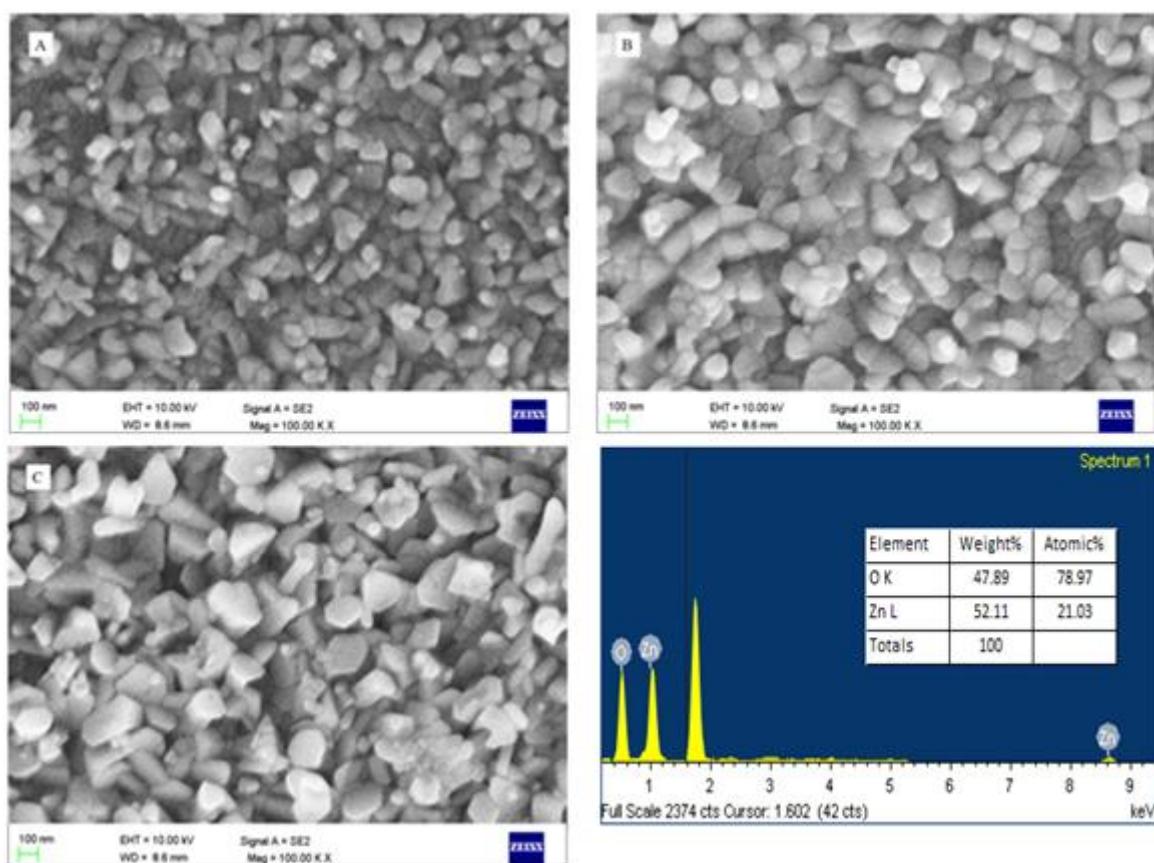 A
100 nm EHT = 10.00 kV Signal A = SE2 ZEISS
WD = 8.6 mm Mag = 100.00 K X
B
100 nm EHT = 10.00 kV Signal A = SE2 ZEISS
WD = 8.6 mm Mag = 100.00 K X
C
100 nm EHT = 10.00 kV Signal A = SE2 ZEISS
WD = 8.6 mm Mag = 100.00 K X
Spectrum 1
Element Weight% Atomic%
O K 47.89 78.97
Zn L 52.11 21.03
Totals 100
O Zn Zn
1 2 3 4 5 6 7 8 9
Full Scale 2374 cts Cursor: 1.602 (42 cts) keV